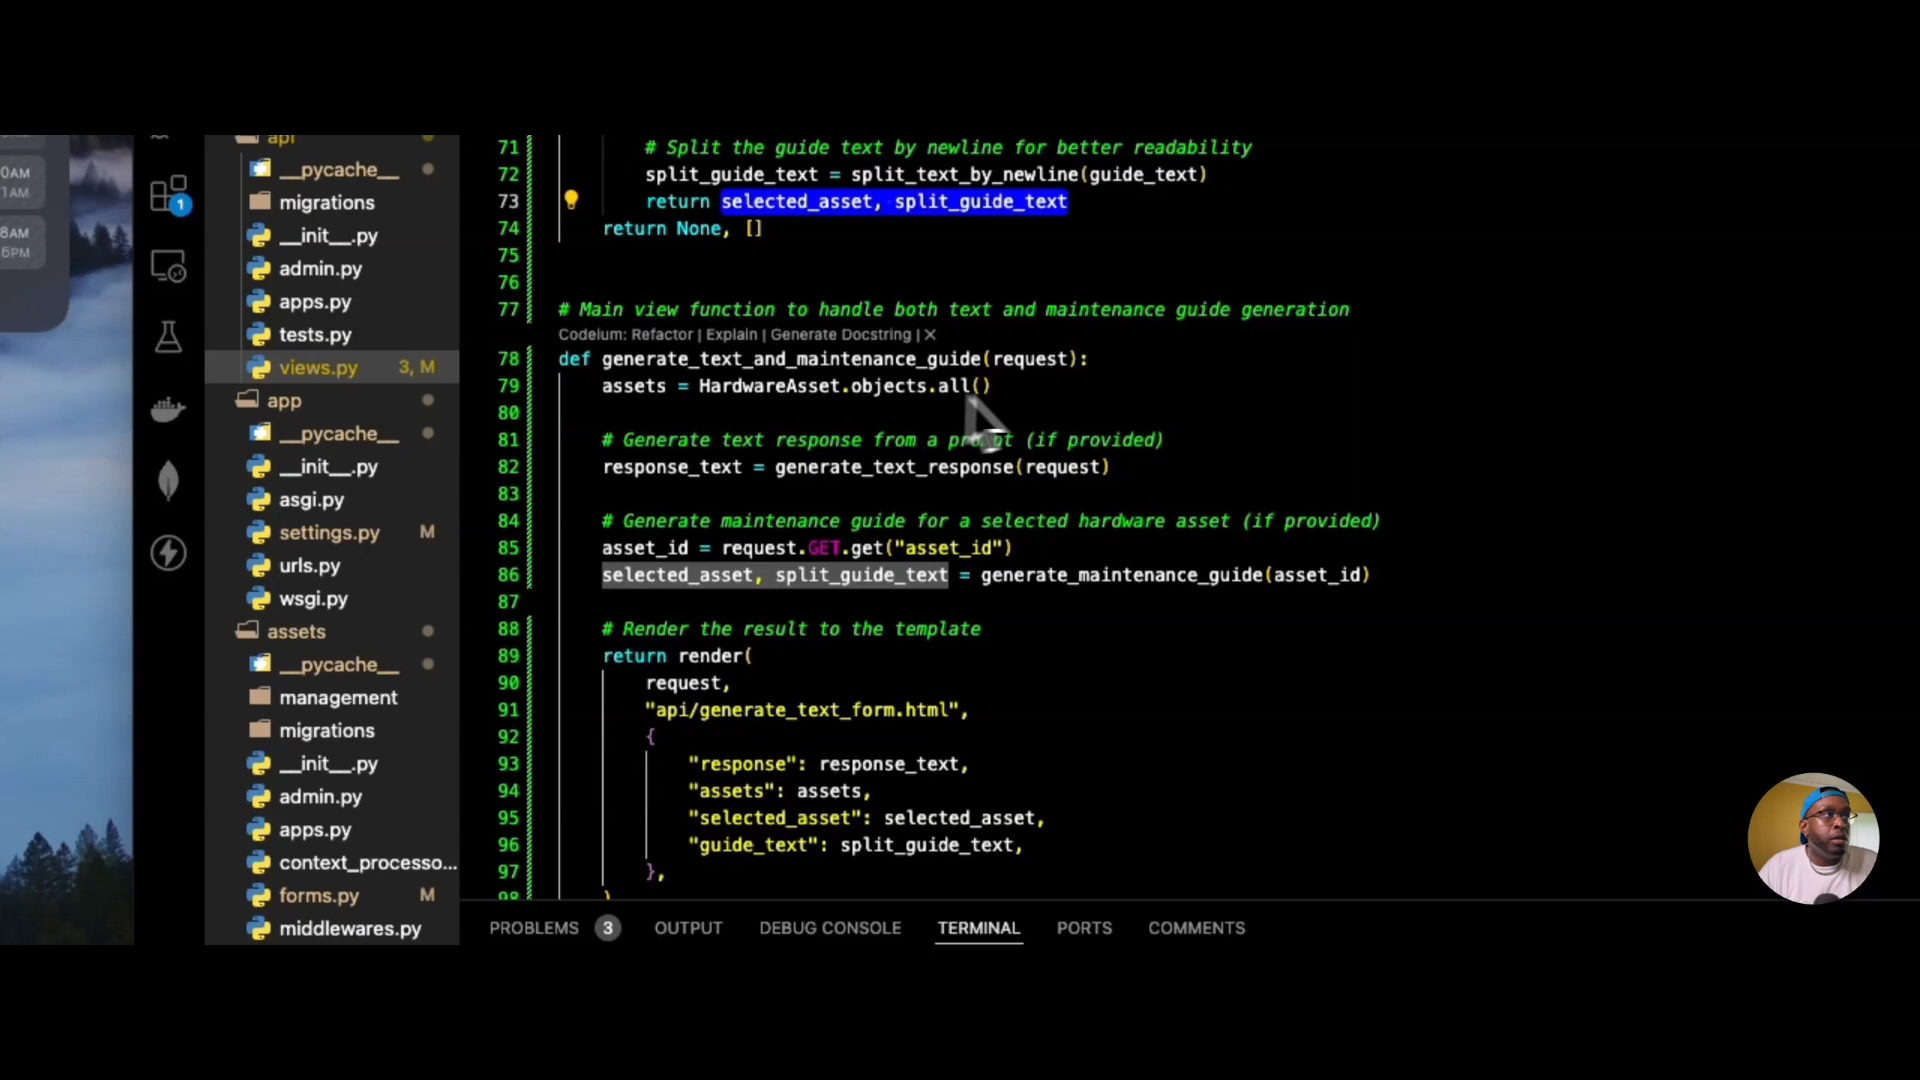 0AM
1AM
8AM
6PM
1
api
__pycache__
migrations
__init__.py
admin.py
apps.py
tests.py
views.py 3, M
app
__pycache__
__init__.py
asgi.py
settings.py M
urls.py
wsgi.py
assets
__pycache__
management
migrations
__init__.py
admin.py
apps.py
context_processo...
forms.py M
middlewares.py
71 # Split the guide text by newline for better readability
72 split_guide_text = split_text_by_newline(guide_text)
73 return selected_asset, split_guide_text
74 return None, []
75
76
77 # Main view function to handle both text and maintenance guide generation
Codeium: Refactor | Explain | Generate Docstring | ×
78 def generate_text_and_maintenance_guide(request):
79 assets = HardwareAsset.objects.all()
80
81 # Generate text response from a prompt (if provided)
82 response_text = generate_text_response(request)
83
84 # Generate maintenance guide for a selected hardware asset (if provided)
85 asset_id = request.GET.get("asset_id")
86 selected_asset, split_guide_text = generate_maintenance_guide(asset_id)
87
88 # Render the result to the template
89 return render(
90 request,
91 "api/generate_text_form.html",
92 {
93 "response": response_text,
94 "assets": assets,
95 "selected_asset": selected_asset,
96 "guide_text": split_guide_text,
97 },
98 )
PROBLEMS 3 OUTPUT DEBUG CONSOLE TERMINAL PORTS COMMENTS